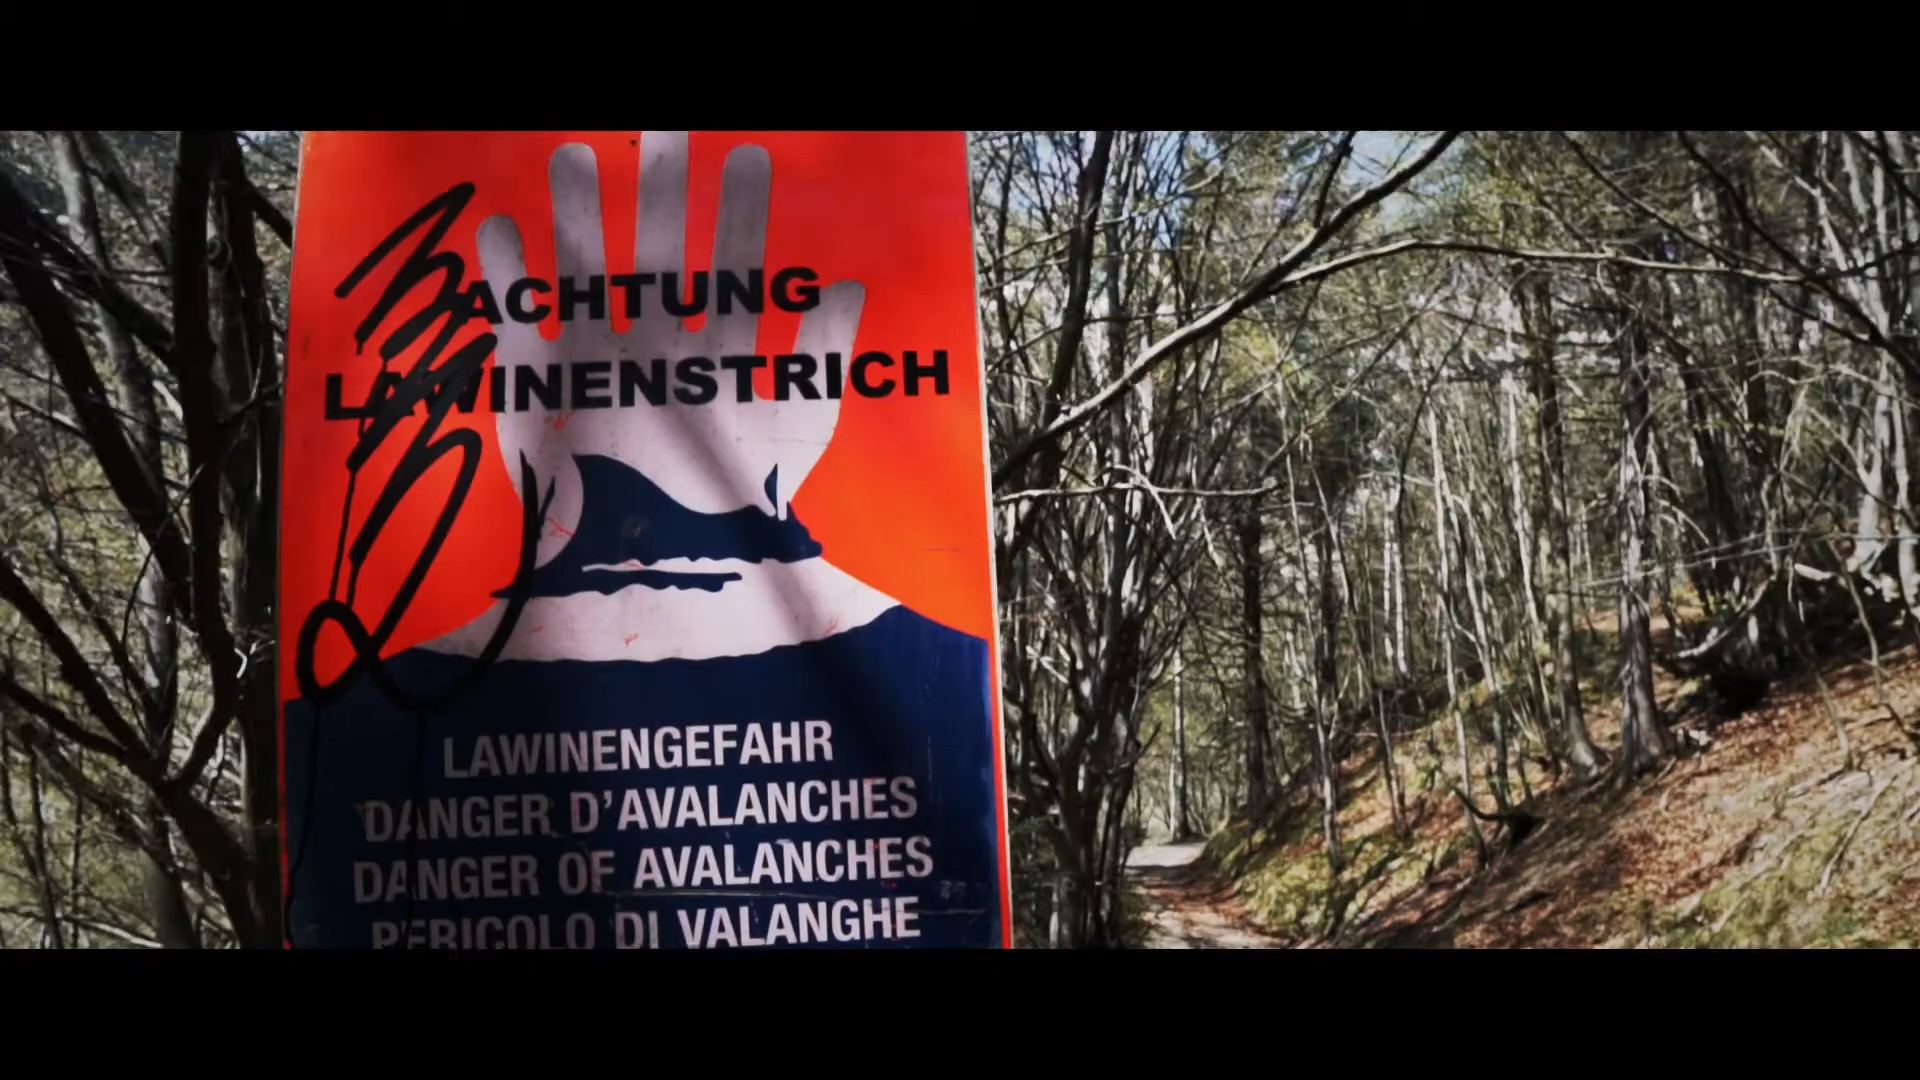 ACHTUNG
LAWINENSTRICH
LAWINENGEFAHR
DANGER D'AVALANCHES
DANGER OF AVALANCHES
PERICOLO DI VALANGHE